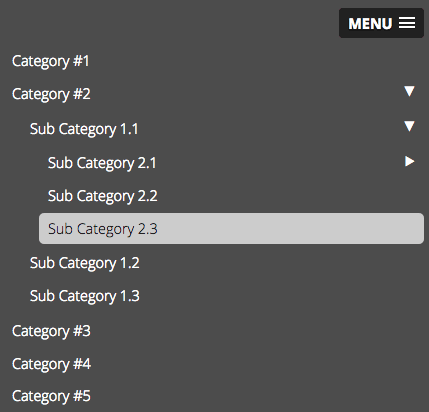 MENU
Category #1
Category #2
Sub Category 1.1
Sub Category 2.1
Sub Category 2.2
Sub Category 2.3
Sub Category 1.2
Sub Category 1.3
Category #3
Category #4
Category #5